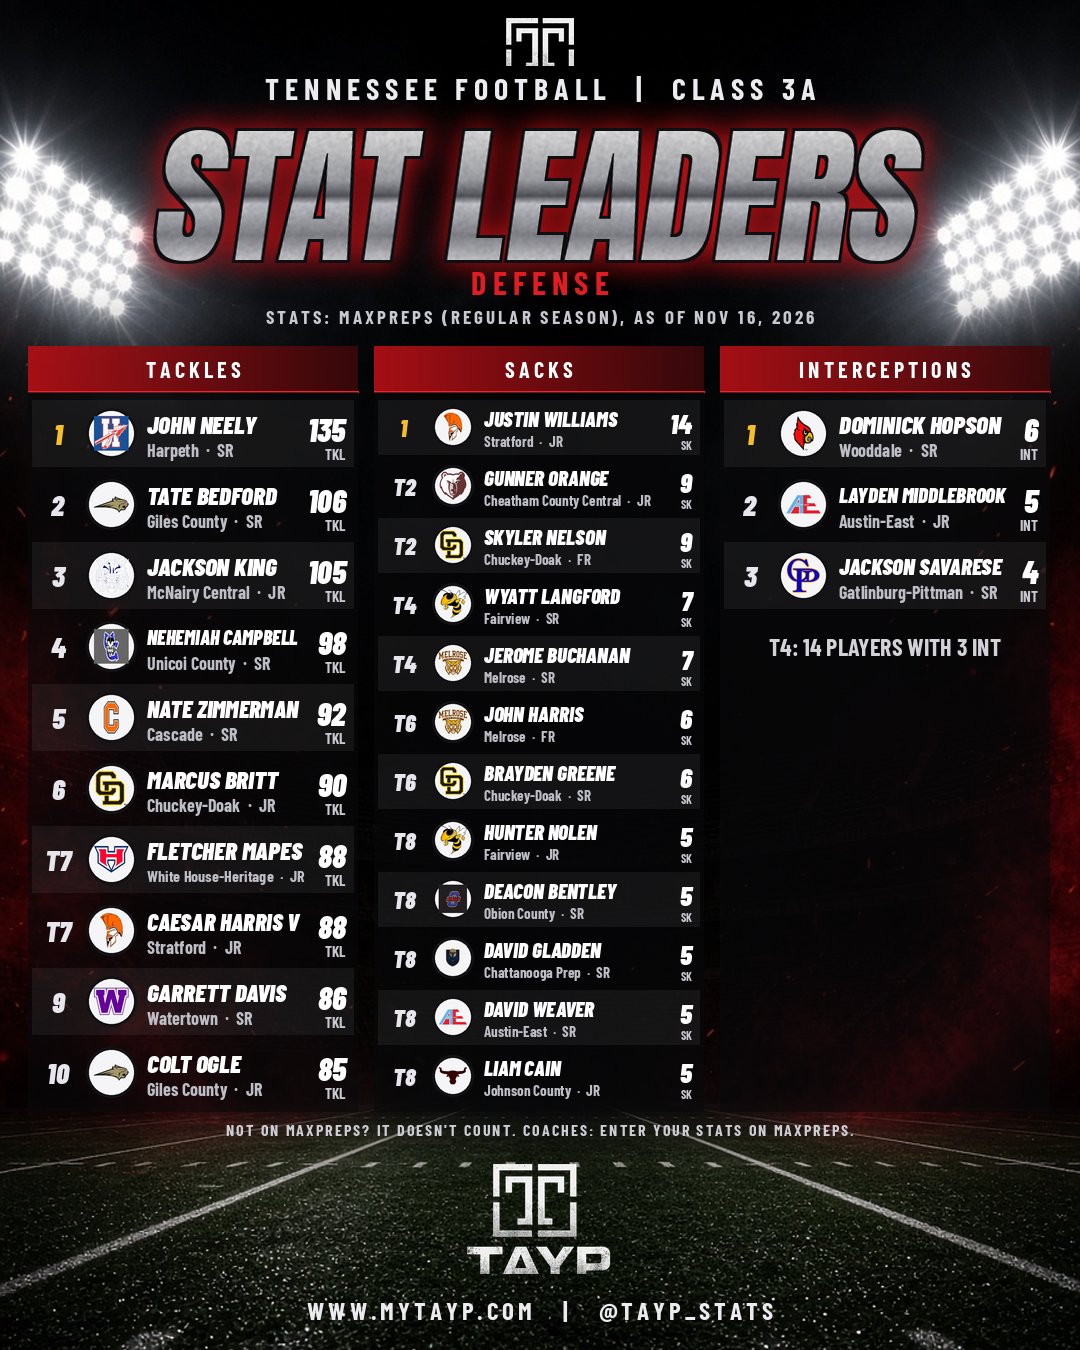 TENNESSEE FOOTBALL | CLASS 3A
STAT LEADERS
DEFENSE
STATS: MAXPREPS (REGULAR SEASON), AS OF NOV 16, 2026
TACKLES
1 JOHN NEELY 135
Harpeth · SR TKL
2 TATE BEDFORD 106
Giles County · SR TKL
3 JACKSON KING 105
McNairy Central · JR TKL
4 NEHEMIAH CAMPBELL 98
Unicoi County · SR TKL
5 NATE ZIMMERMAN 92
Cascade · SR TKL
6 MARCUS BRITT 90
Chuckey-Doak · JR TKL
T7 FLETCHER MAPES 88
White House-Heritage · JR TKL
T7 CAESAR HARRIS V 88
Stratford · JR TKL
9 GARRETT DAVIS 86
Watertown · SR TKL
10 COLT OGLE 85
Giles County · JR TKL
SACKS
1 JUSTIN WILLIAMS 14
Stratford · JR SK
T2 GUNNER ORANGE 9
Cheatham County Central · JR SK
T2 SKYLER NELSON 9
Chuckey-Doak · FR SK
T4 WYATT LANGFORD 7
Fairview · SR SK
T4 JEROME BUCHANAN 7
Melrose · SR SK
T6 JOHN HARRIS 6
Melrose · FR SK
T6 BRAYDEN GREENE 6
Chuckey-Doak · SR SK
T8 HUNTER NOLEN 5
Fairview · JR SK
T8 DEACON BENTLEY 5
Obion County · SR SK
T8 DAVID GLADDEN 5
Chattanooga Prep · SR SK
T8 DAVID WEAVER 5
Austin-East · SR SK
T8 LIAM CAIN 5
Johnson County · JR SK
INTERCEPTIONS
1 DOMINICK HOPSON 6
Wooddale · SR INT
2 LAYDEN MIDDLEBROOK 5
Austin-East · JR INT
3 JACKSON SAVARESE 4
Gatlinburg-Pittman · SR INT
T4: 14 PLAYERS WITH 3 INT
NOT ON MAXPREPS? IT DOESN'T COUNT. COACHES: ENTER YOUR STATS ON MAXPREPS.
TAYP
WWW.MYTAYP.COM | @TAYP_STATS